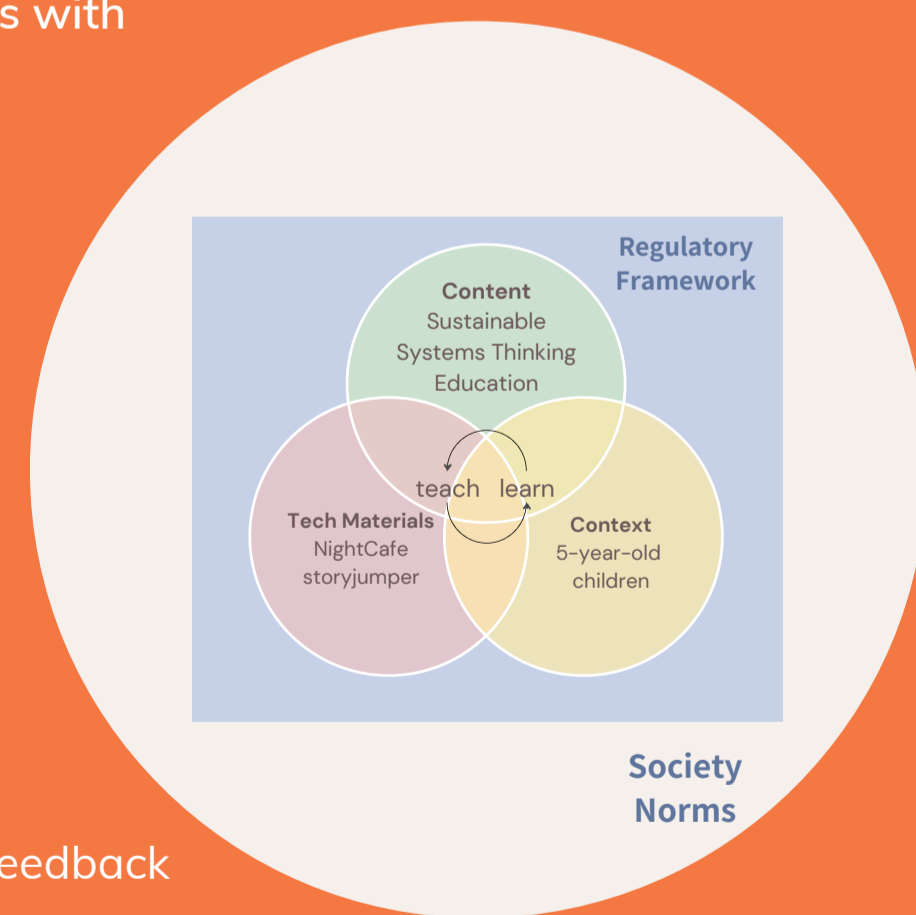 s with
Regulatory
Framework
Content
Sustainable
Systems Thinking
Education
teach learn
Tech Materials
NightCafe
storyjumper
Context
5-year-old
children
Society
Norms
eedback